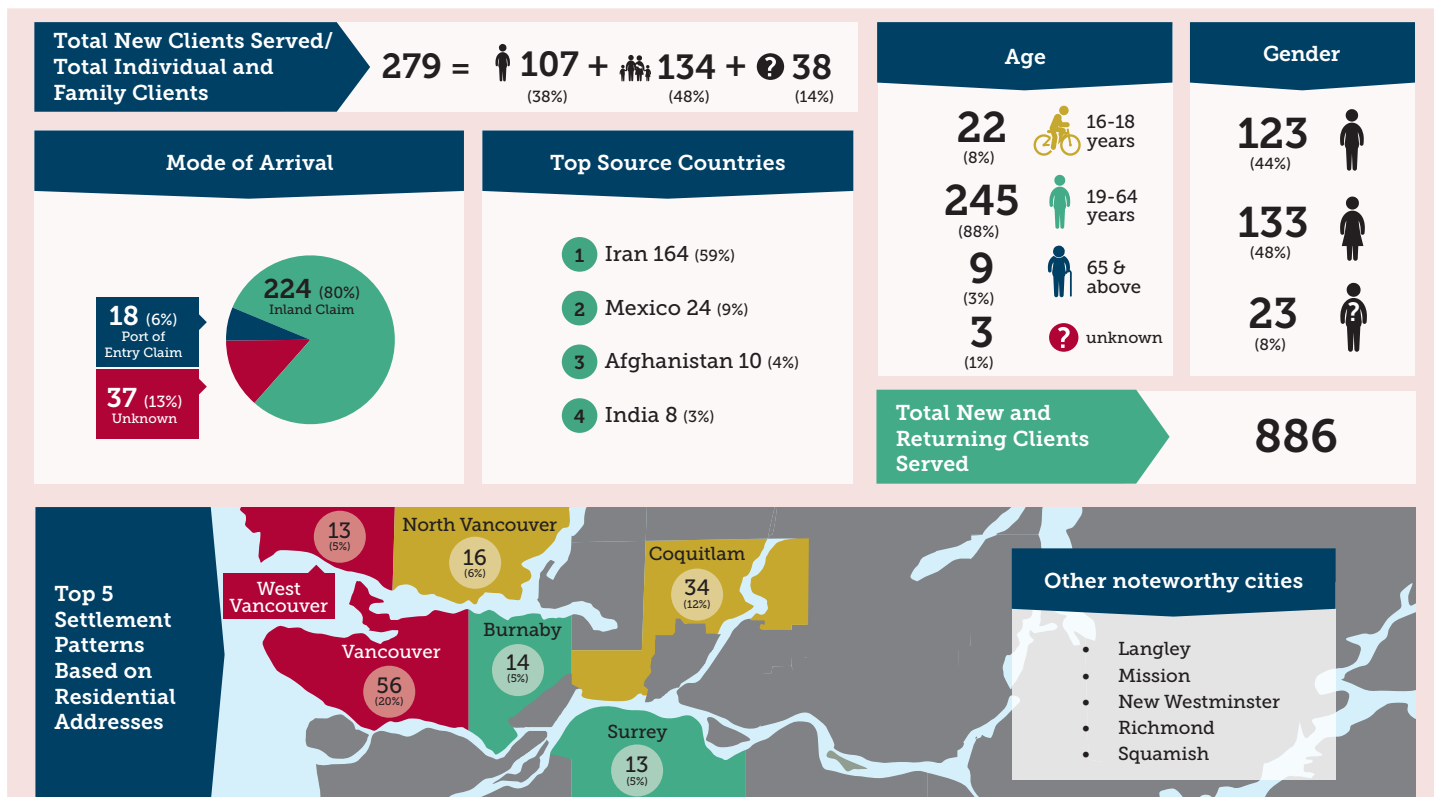 Total New Clients Served/
Total Individual and
Family Clients
279 = 107 + 134 + ? 38
(38%) (48%) (14%)
Mode of Arrival
224 (80%)
Inland Claim
18 (6%)
Port of
Entry Claim
37 (13%)
Unknown
Top Source Countries
1 Iran 164 (59%)
2 Mexico 24 (9%)
3 Afghanistan 10 (4%)
4 India 8 (3%)
Age
22
(8%)
16-18
years
245
(88%)
19-64
years
9
(3%)
65 &
above
3
(1%)
? unknown
Gender
123
(44%)
133
(48%)
23
(8%)
?
Total New and
Returning Clients
Served
886
Top 5
Settlement
Patterns
Based on
Residential
Addresses
13
(5%)
West
Vancouver
North Vancouver
16
(6%)
Coquitlam
34
(12%)
Vancouver
56
(20%)
Burnaby
14
(5%)
Surrey
13
(5%)
Other noteworthy cities
• Langley
• Mission
• New Westminster
• Richmond
• Squamish